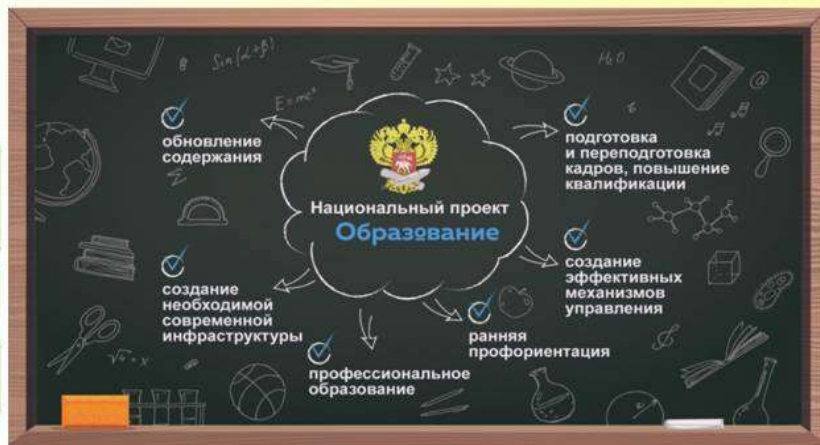 Sin(α+β)
H₂O
E=mc²
@
обновление
содержания
Национальный проект
Образование
подготовка
и переподготовка
кадров, повышение
квалификации
создание
необходимой
современной
инфраструктуры
создание
эффективных
механизмов
управления
ранняя
профориентация
профессиональное
образование